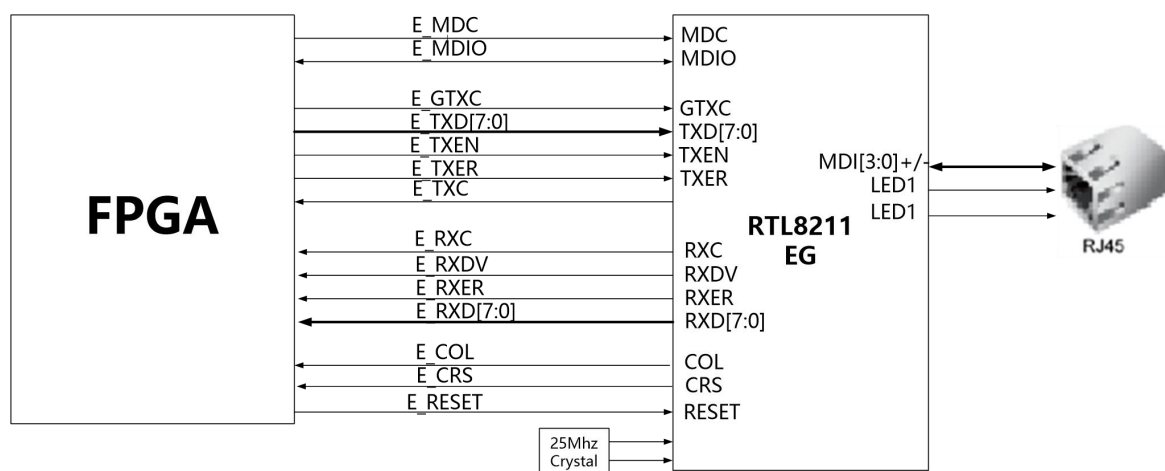 FPGA
E_MDC
E_MDIO
E_GTXC
E_TXD[7:0]
E_TXEN
E_TXER
E_TXC
E_RXC
E_RXDV
E_RXER
E_RXD[7:0]
E_COL
E_CRS
E_RESET
25Mhz
Crystal
MDC
MDIO
GTXC
TXD[7:0]
TXEN
TXER
RXC
RXDV
RXER
RXD[7:0]
COL
CRS
RESET
RTL8211
EG
MDI[3:0]+/-
LED1
LED1
RJ45